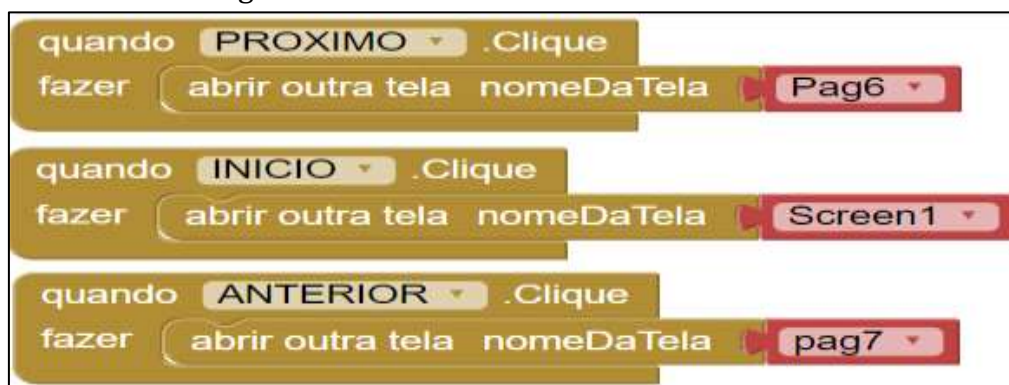 quando PROXIMO .Clique
fazer abrir outra tela nomeDaTela Pag6
quando INICIO .Clique
fazer abrir outra tela nomeDaTela Screen1
quando ANTERIOR .Clique
fazer abrir outra tela nomeDaTela pag7